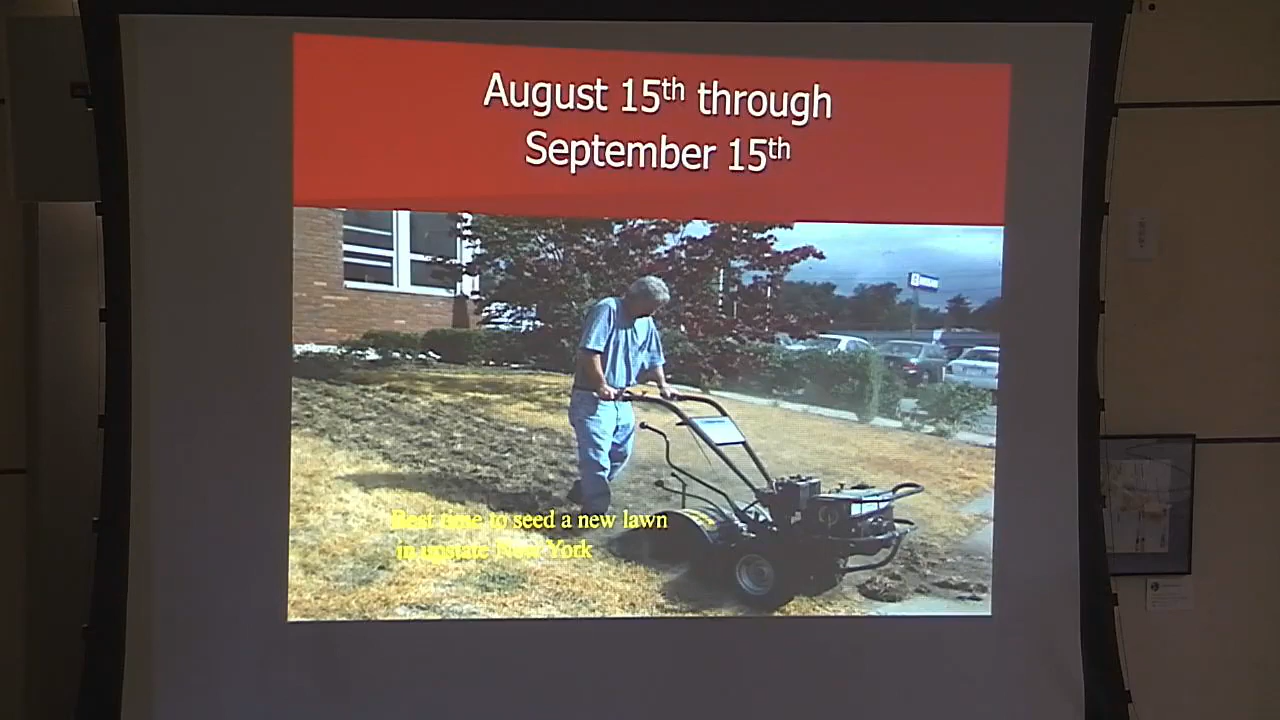 August 15th through
September 15th
Best time to seed a new lawn
in upstate New York